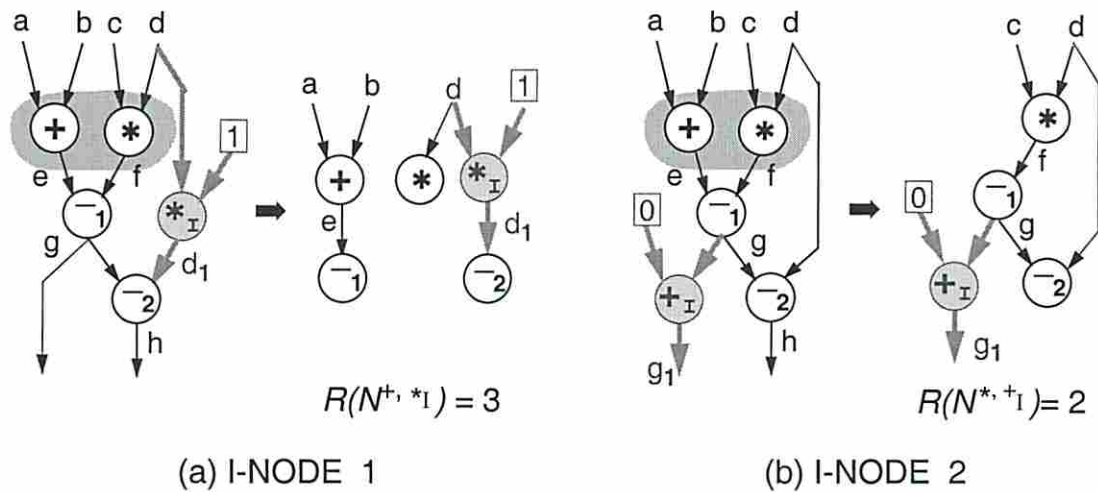 a b c d
+ * 1
e f
−1 *I
g d1
−2
h
a b d 1
+ * *I
e d1
−1 −2
R(N+, *I) = 3
(a) I-NODE 1
a b c d
+ *
e f
0 −1
g
+I −2
h
g1
c d
*
f
0 −1
g
+I −2
g1
R(N*, +I)= 2
(b) I-NODE 2